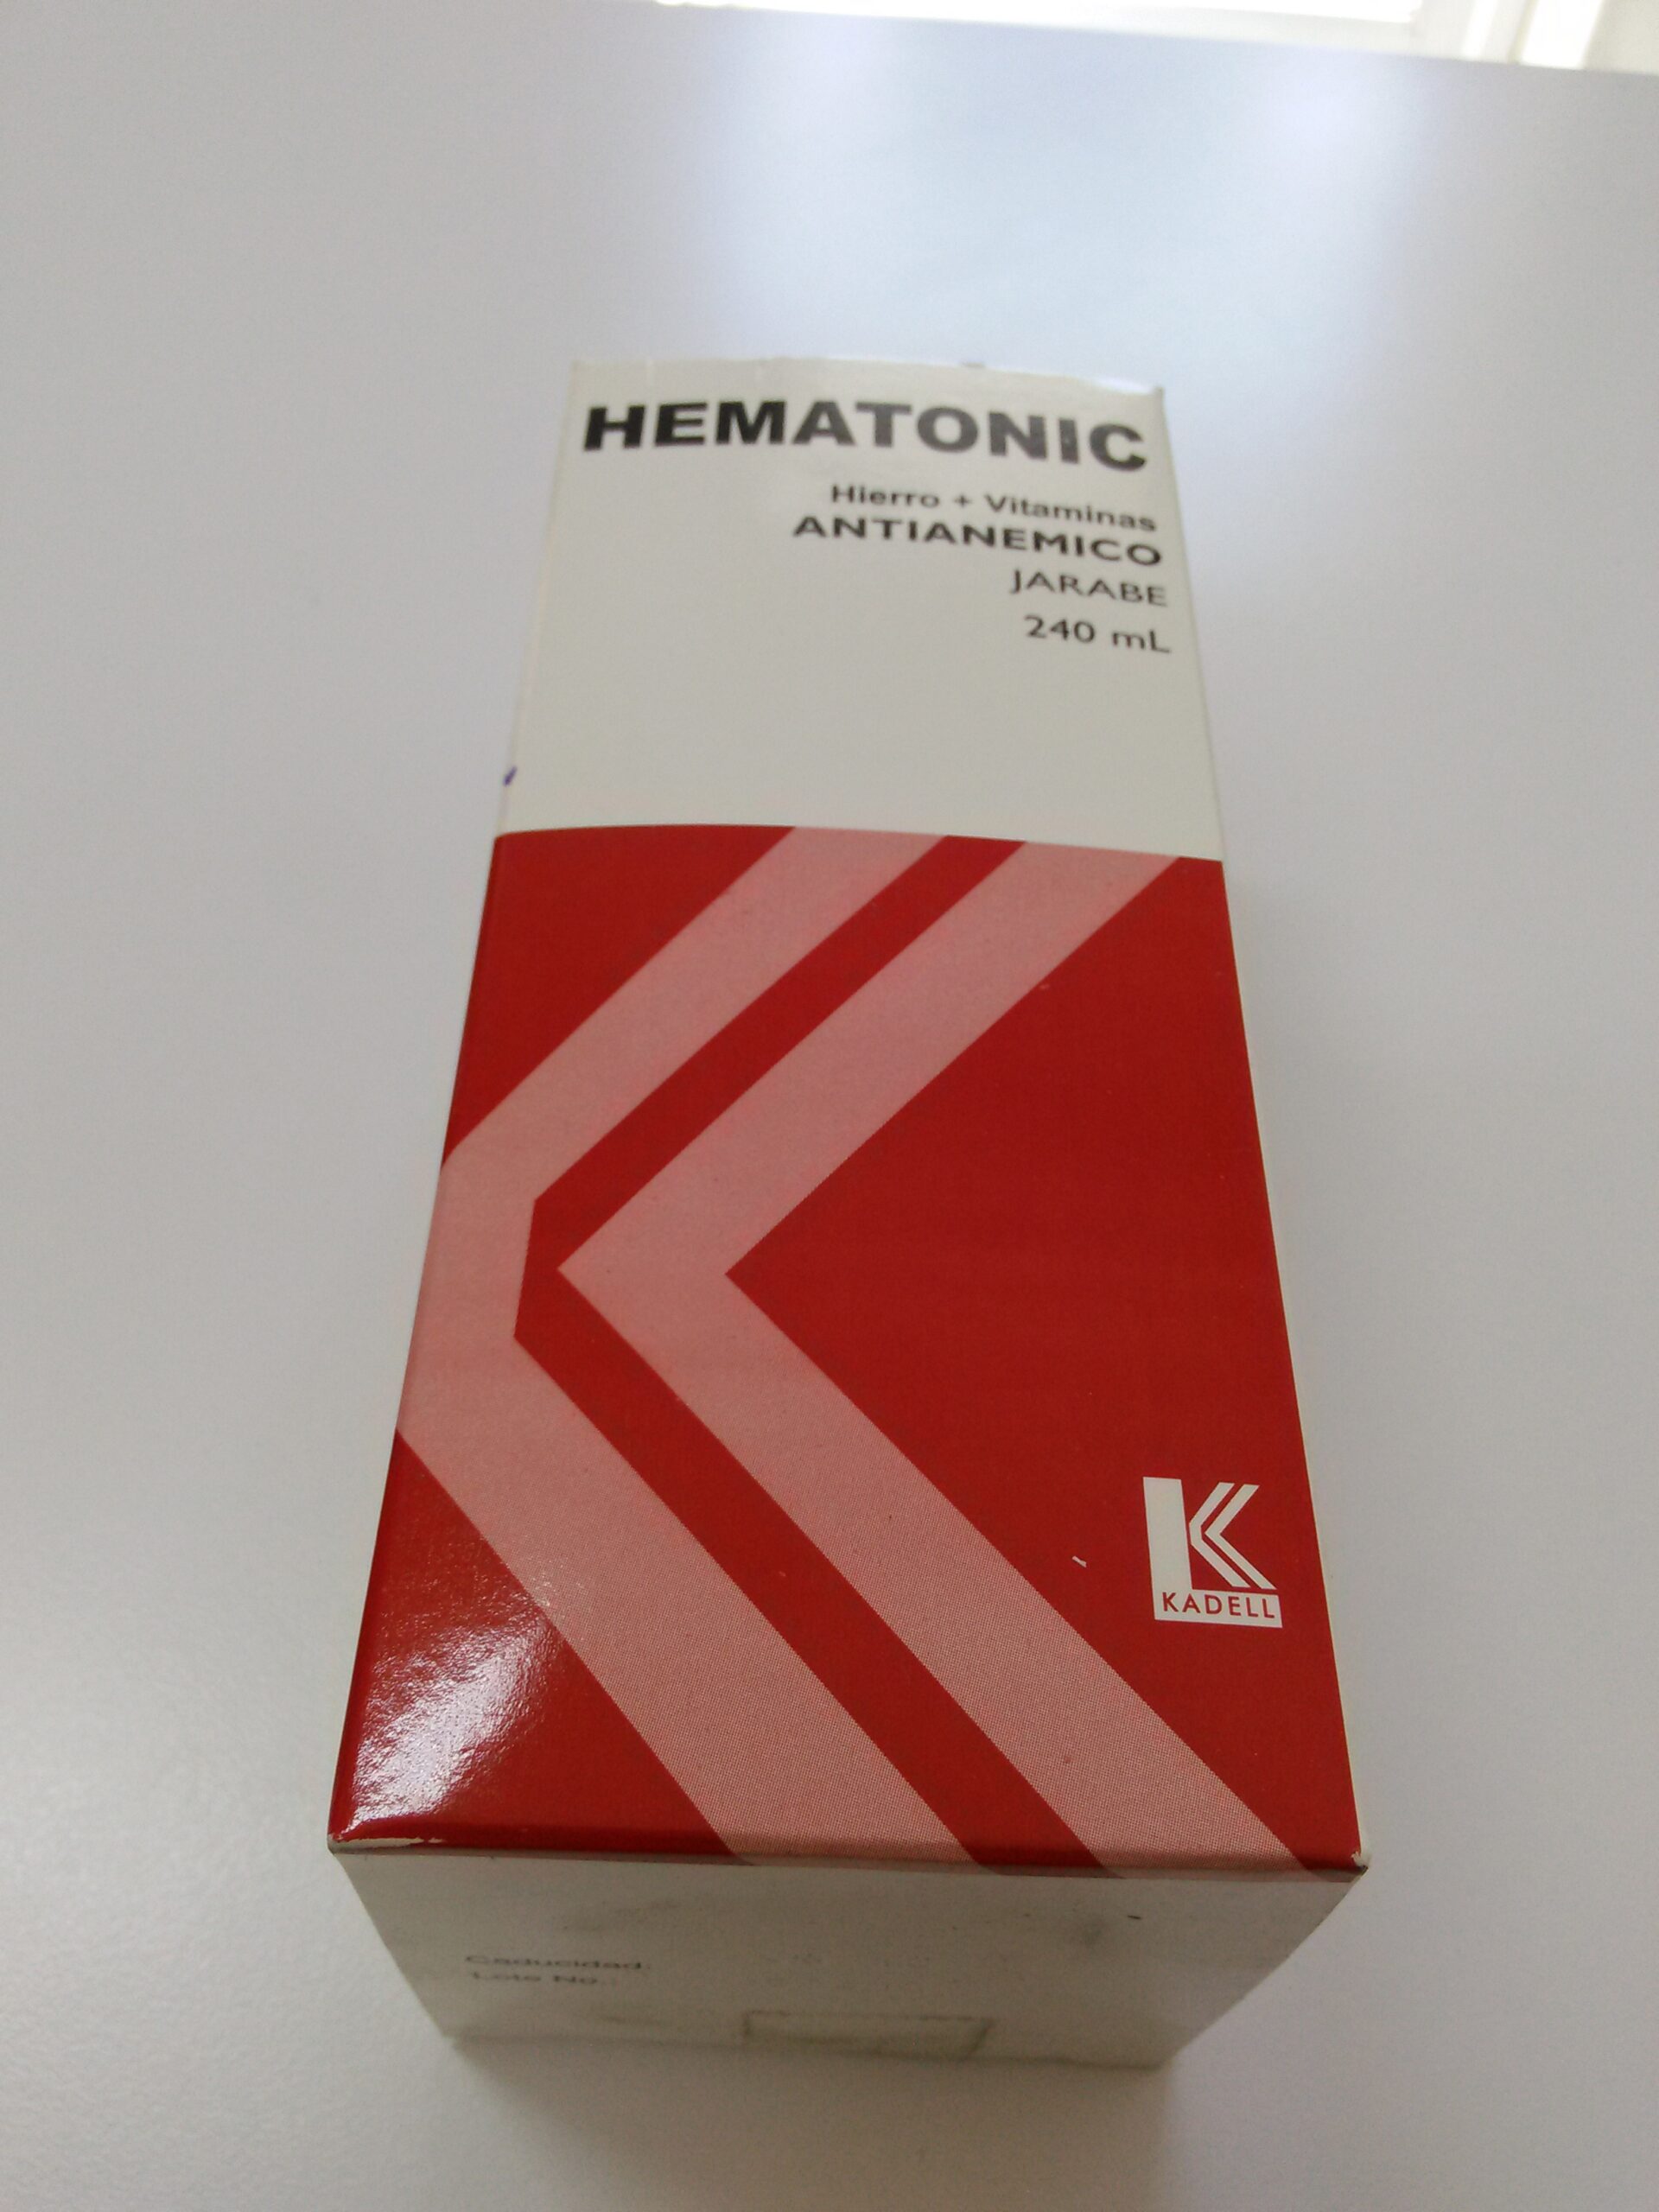 HEMATONIC
Hierro + Vitaminas
ANTIANEMICO
JARABE
240 mL
KADELL
Caducidad:
Lote No.: